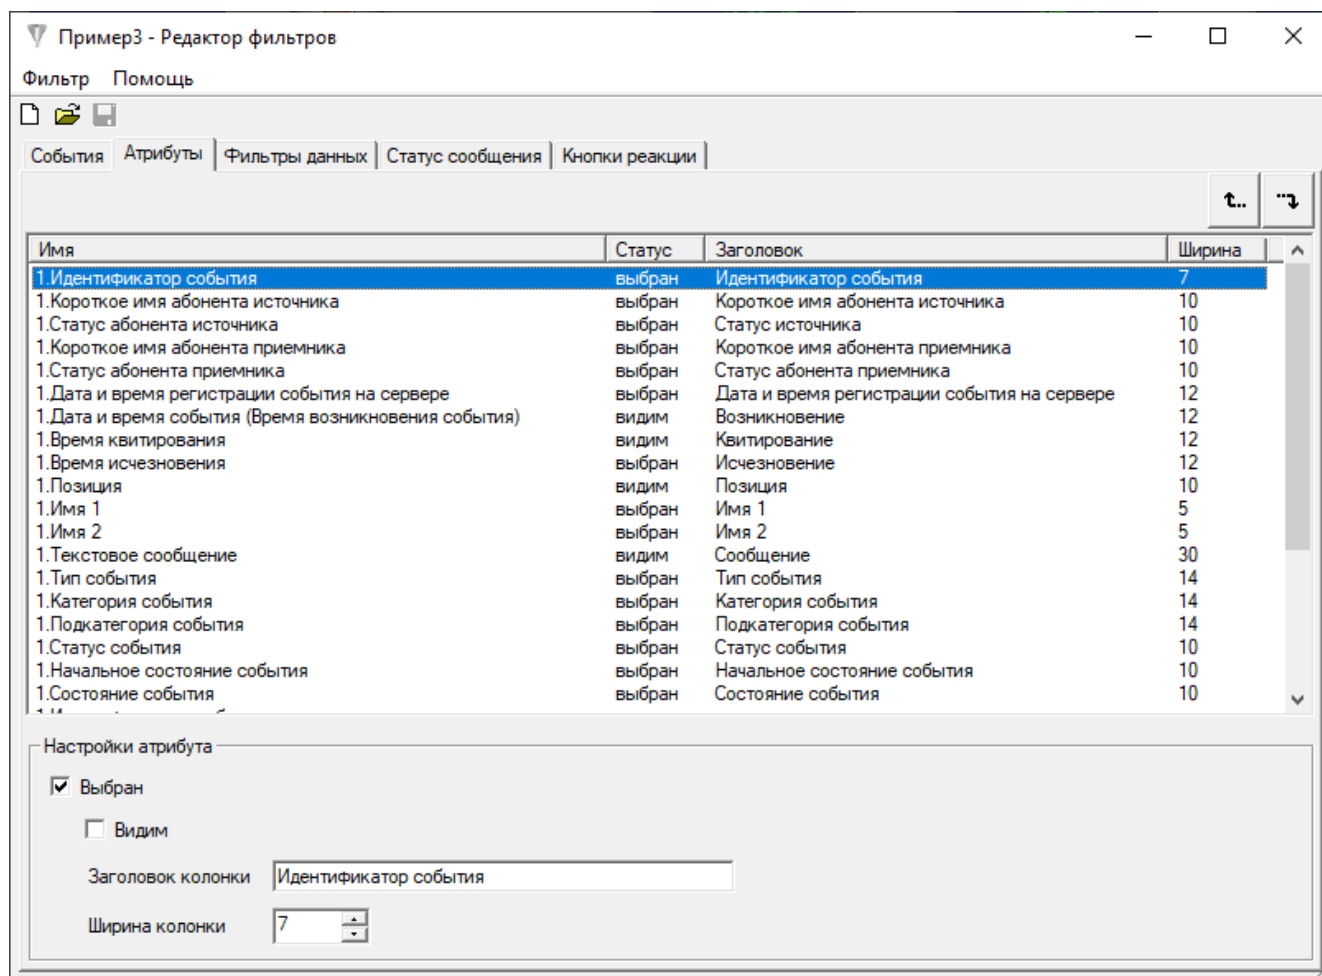 Пример3 - Редактор фильтров
Фильтр Помощь
События Атрибуты Фильтры данных Статус сообщения Кнопки реакции
Имя Статус Заголовок Ширина
1.Идентификатор события выбран Идентификатор события 7
1.Короткое имя абонента источника выбран Короткое имя абонента источника 10
1.Статус абонента источника выбран Статус источника 10
1.Короткое имя абонента приемника выбран Короткое имя абонента приемника 10
1.Статус абонента приемника выбран Статус абонента приемника 10
1.Дата и время регистрации события на сервере выбран Дата и время регистрации события на сервере 12
1.Дата и время события (Время возникновения события) видим Возникновение 12
1.Время квитирования видим Квитирование 12
1.Время исчезновения выбран Исчезновение 12
1.Позиция видим Позиция 10
1.Имя 1 выбран Имя 1 5
1.Имя 2 выбран Имя 2 5
1.Текстовое сообщение видим Сообщение 30
1.Тип события выбран Тип события 14
1.Категория события выбран Категория события 14
1.Подкатегория события выбран Подкатегория события 14
1.Статус события выбран Статус события 10
1.Начальное состояние события выбран Начальное состояние события 10
1.Состояние события выбран Состояние события 10
Настройки атрибута
Выбран
Видим
Заголовок колонки Идентификатор события
Ширина колонки 7